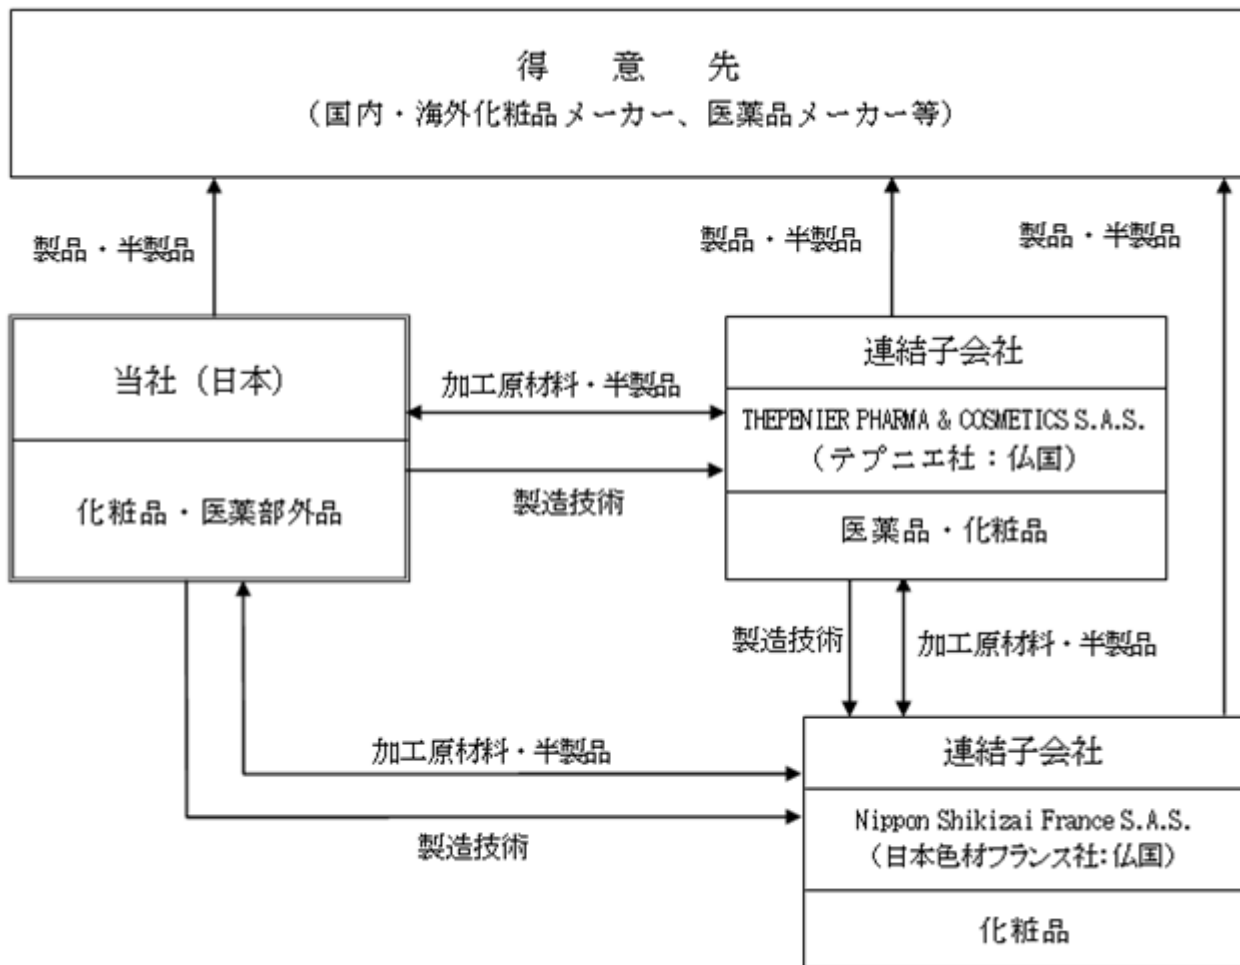 得意先
（国内・海外化粧品メーカー、医薬品メーカー等）
製品・半製品
製品・半製品
製品・半製品
当社（日本）
化粧品・医薬部外品
加工原材料・半製品
製造技術
連結子会社
THEPENIER PHARMA & COSMETICS S.A.S.
（テプニエ社：仏国）
医薬品・化粧品
製造技術
加工原材料・半製品
加工原材料・半製品
製造技術
連結子会社
Nippon Shikizai France S.A.S.
（日本色材フランス社：仏国）
化粧品